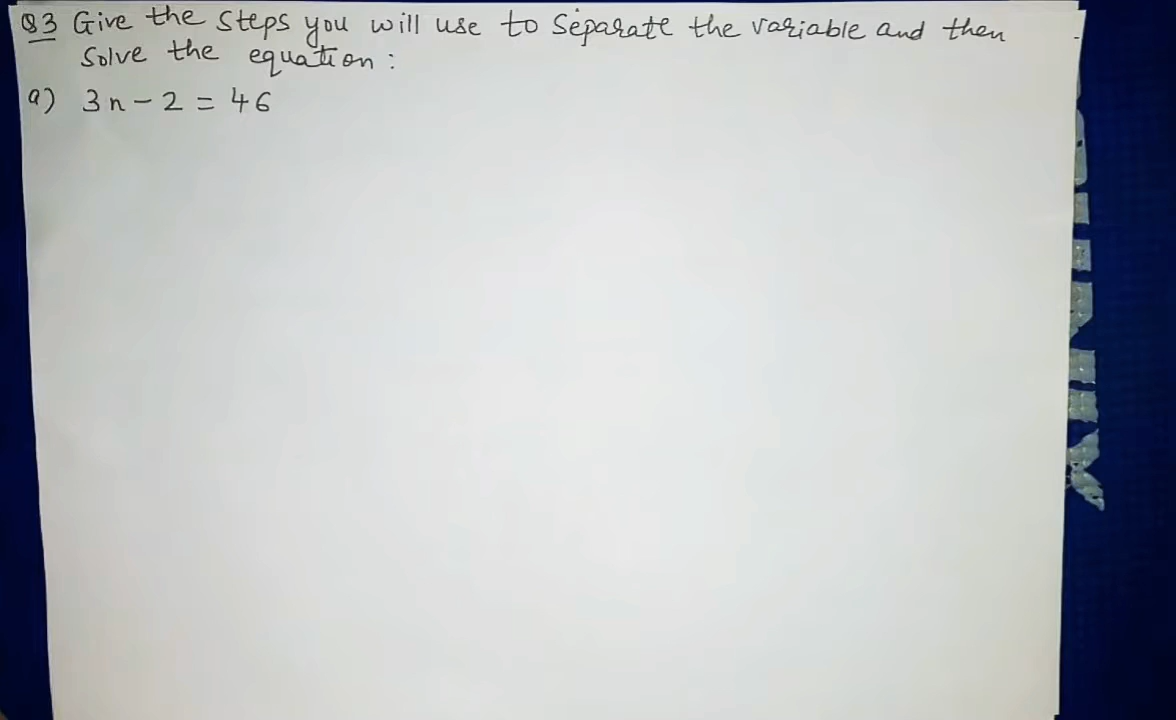 Q3 Give the steps you will use to separate the variable and then
solve the equation :
a) 3n - 2 = 46